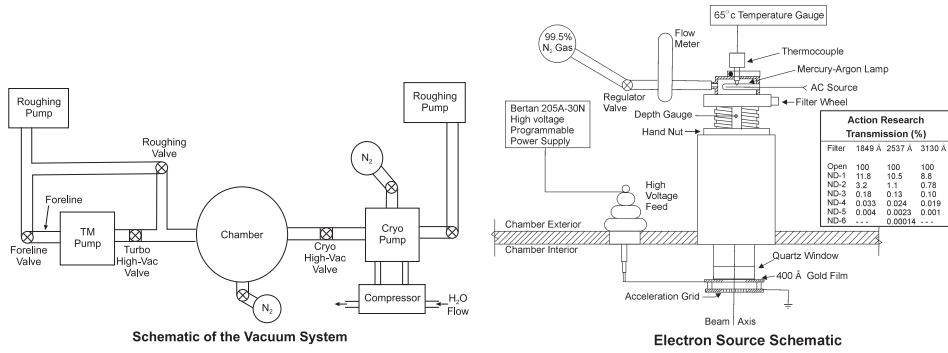 Roughing
Pump
Roughing
Valve
Foreline
Foreline
Valve
TM
Pump
Turbo
High-Vac
Valve
Chamber
N2
Cryo
High-Vac
Valve
N2
Cryo
Pump
Roughing
Pump
Compressor
H2O
Flow
Schematic of the Vacuum System
65°c Temperature Gauge
99.5%
N2 Gas
Flow
Meter
Thermocouple
Mercury-Argon Lamp
AC Source
Regulator
Valve
Filter Wheel
Depth Gauge
Hand Nut
Bertan 205A-30N
High voltage
Programmable
Power Supply
High
Voltage
Feed
Chamber Exterior
Chamber Interior
Quartz Window
400 Å Gold Film
Acceleration Grid
Beam Axis
Action Research
Transmission (%)
Filter 1849 Å 2537 Å 3130 Å
Open 100 100 100
ND-1 11.8 10.5 8.8
ND-2 3.2 1.1 0.78
ND-3 0.18 0.13 0.10
ND-4 0.033 0.024 0.019
ND-5 0.004 0.0023 0.001
ND-6 - - - 0.00014 - - -
Electron Source Schematic